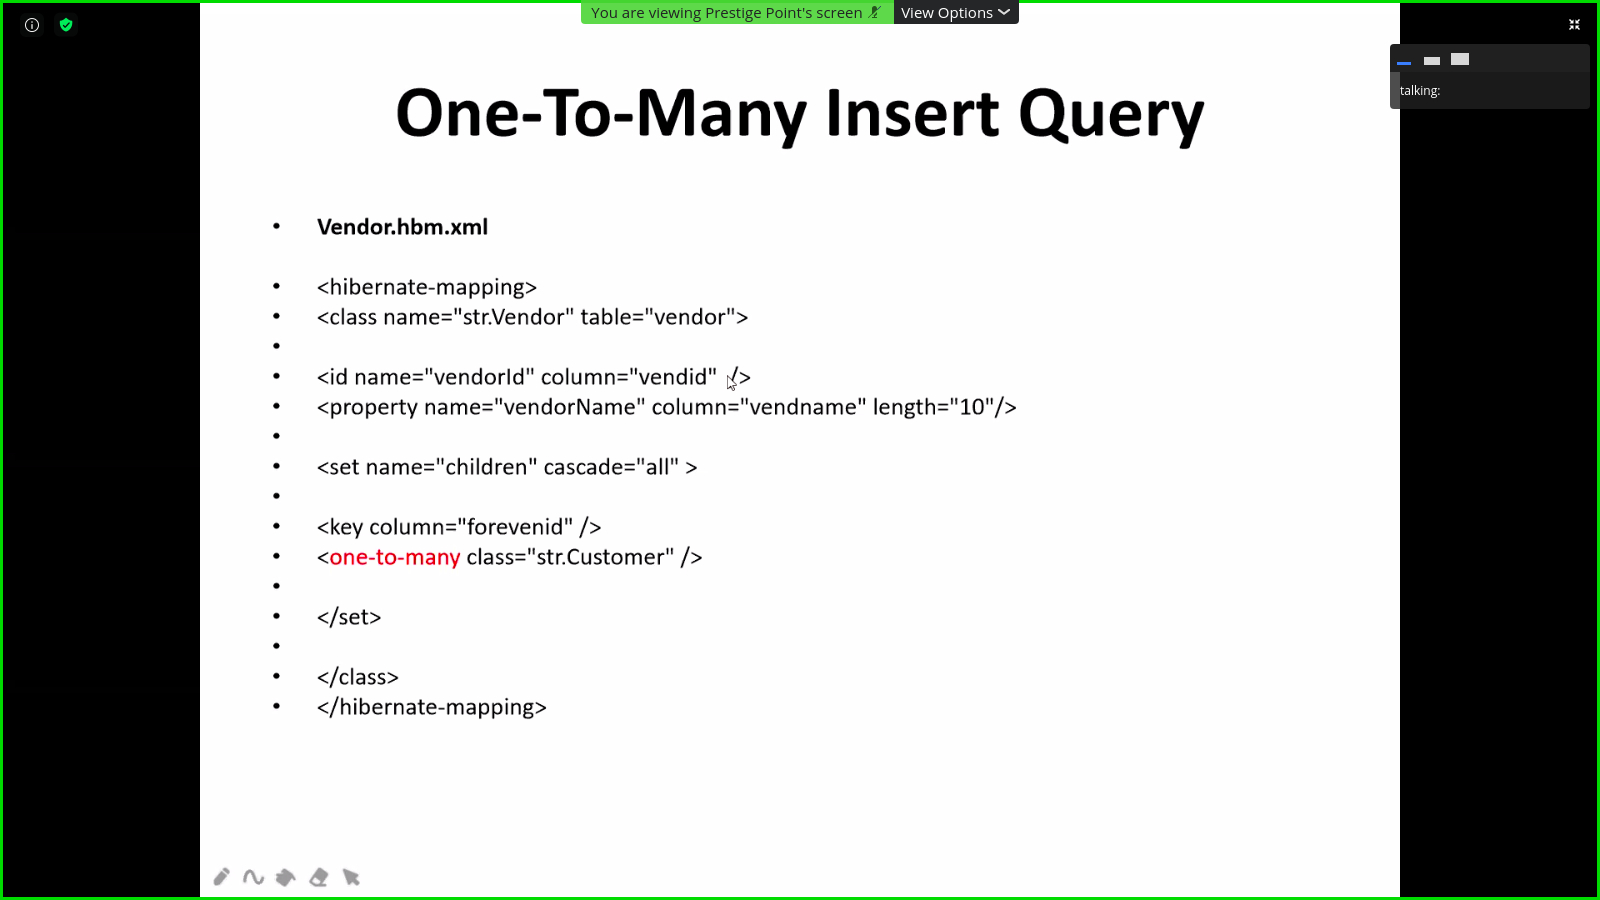 You are viewing Prestige Point's screen
View Options
talking:
One-To-Many Insert Query
• Vendor.hbm.xml
• <hibernate-mapping>
• <class name="str.Vendor" table="vendor">
•
• <id name="vendorId" column="vendid" />
• <property name="vendorName" column="vendname" length="10"/>
•
• <set name="children" cascade="all" >
•
• <key column="forevenid" />
• <one-to-many class="str.Customer" />
•
• </set>
•
• </class>
• </hibernate-mapping>